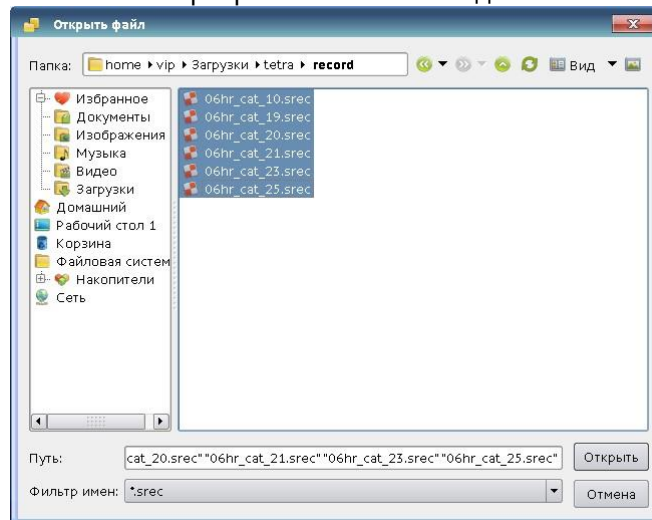 Открыть файл
Папка: home vip Загрузки tetra record Вид
Избранное
Документы
Изображения
Музыка
Видео
Загрузки
Домашний
Рабочий стол 1
Корзина
Файловая систем
Накопители
Сеть
06hr_cat_10.srec
06hr_cat_19.srec
06hr_cat_20.srec
06hr_cat_21.srec
06hr_cat_23.srec
06hr_cat_25.srec
Путь: cat_20.srec""06hr_cat_21.srec""06hr_cat_23.srec""06hr_cat_25.srec" Открыть
Фильтр имен: *.srec Отмена